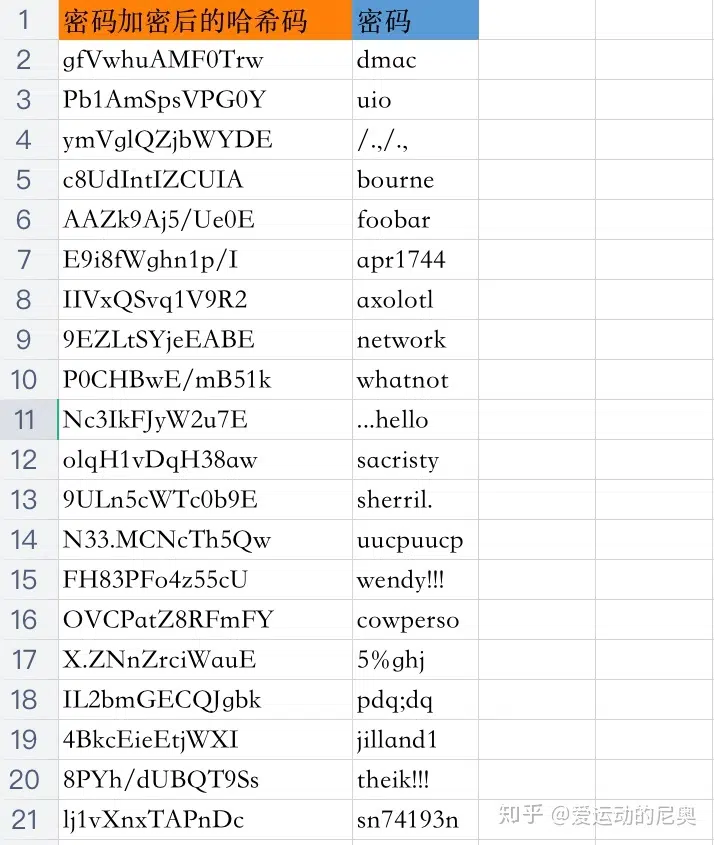 1 密码加密后的哈希码 密码
2 gfVwhuAMF0Trw dmac
3 Pb1AmSpsVPG0Y uio
4 ymVglQZjbWYDE /.,/.,
5 c8UdIntIZCUIA bourne
6 AAZk9Aj5/Ue0E foobar
7 E9i8fWghn1p/I apr1744
8 IIVxQSvq1V9R2 axolotl
9 9EZLtSYjeEABE network
10 P0CHBwE/mB51k whatnot
11 Nc3IkFJyW2u7E ...hello
12 olqH1vDqH38aw sacristy
13 9ULn5cWTc0b9E sherril.
14 N33.MCNcTh5Qw uucpuucp
15 FH83PFo4z55cU wendy!!!
16 OVCPatZ8RFmFY cowperso
17 X.ZNnZrciWauE 5%ghj
18 IL2bmGECQJgbk pdq;dq
19 4BkcEieEtjWXI jilland1
20 8PYh/dUBQT9Ss theik!!!
21 lj1vXnxTAPnDc sn74193n
知乎 @爱运动的尼奥